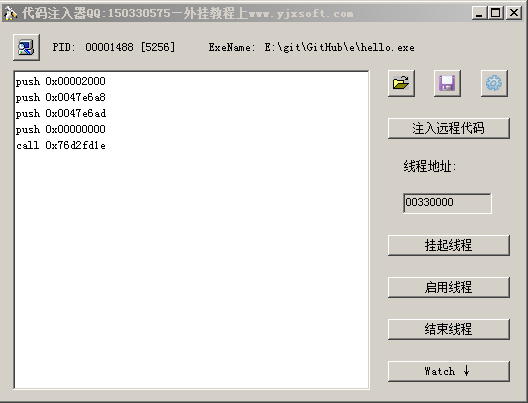 代码注入器QQ:150330575－外挂教程上www.yjxsoft.com
PID: 00001488 [5256] ExeName: E:\git\GitHub\e\hello.exe
push 0x00002000
push 0x0047e6a8
push 0x0047e6ad
push 0x00000000
call 0x76d2fd1e
注入远程代码
线程地址:
00330000
挂起线程
启用线程
结束线程
Watch ↓